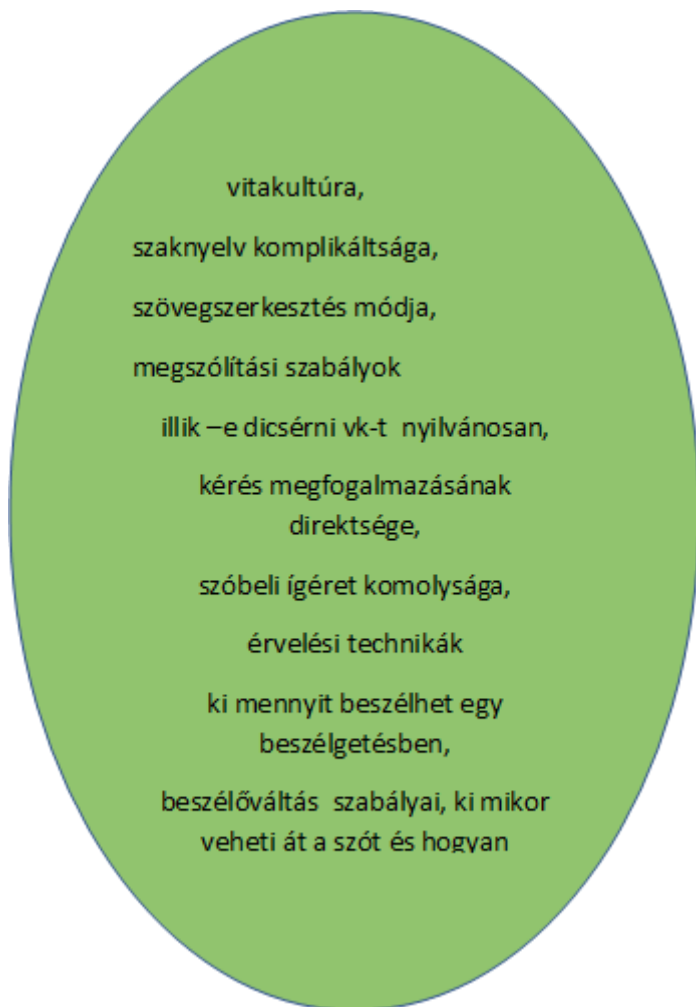 vitakultúra,
szaknyelv komplikáltsága,
szövegszerkesztés módja,
megszólítási szabályok
illik –e dicsérni vk-t  nyilvánosan,
kérés megfogalmazásának
direktsége,
szóbeli ígéret komolysága,
érvelési technikák
ki mennyit beszélhet egy
beszélgetésben,
beszélőváltás  szabályai, ki mikor
veheti át a szót és hogyan